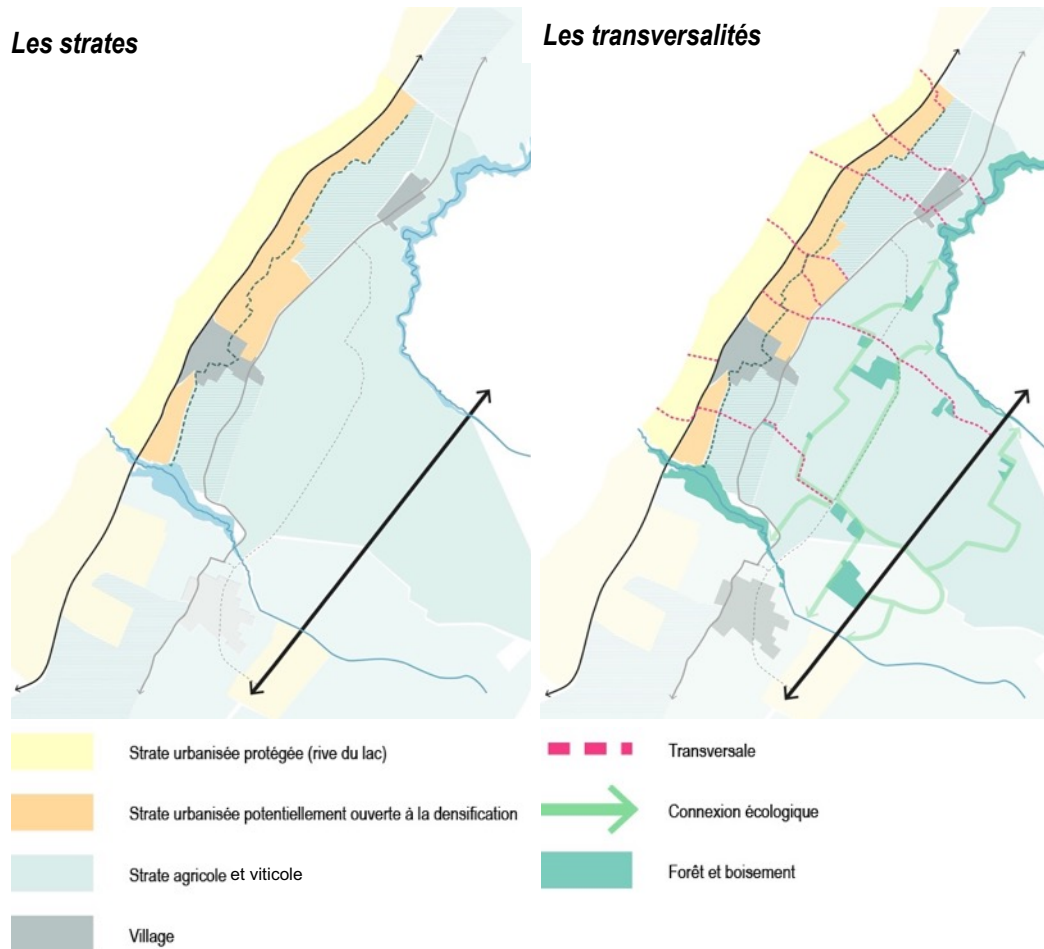 Les strates
Les transversalités
Strate urbanisée protégée (rive du lac)
Strate urbanisée potentiellement ouverte à la densification
Strate agricole et viticole
Village
Transversale
Connexion écologique
Forêt et boisement